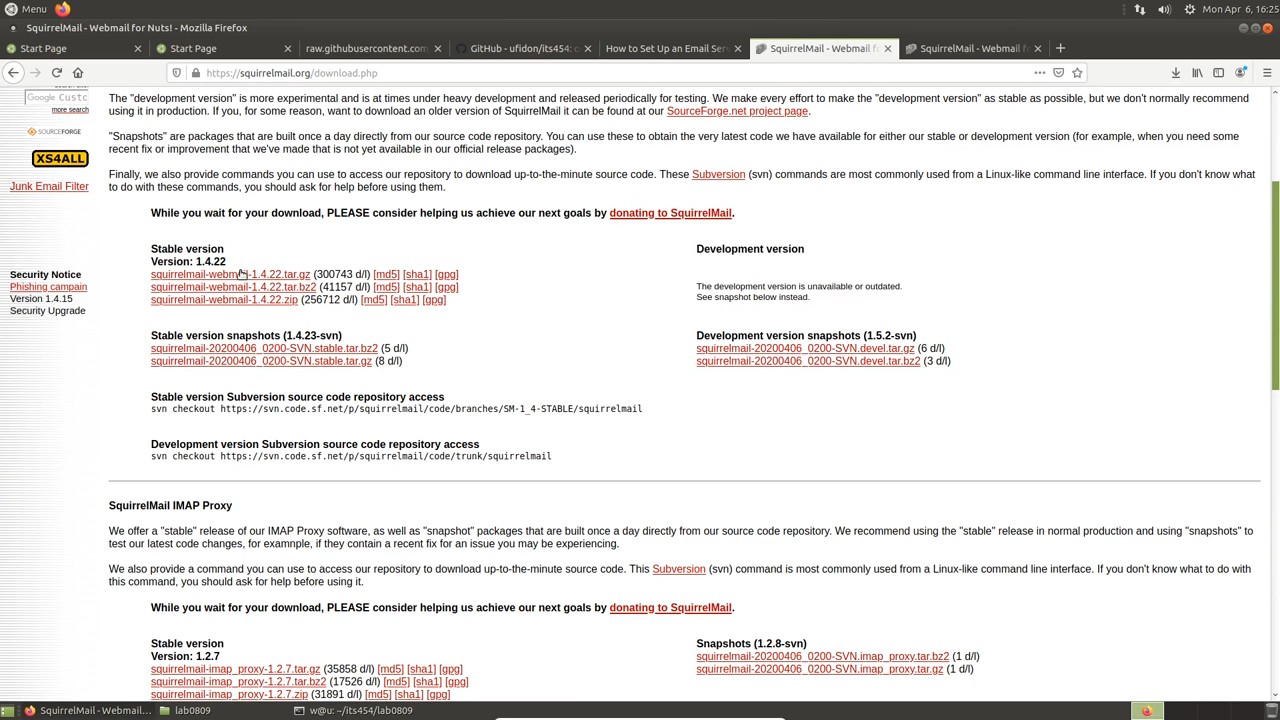 Menu
Mon Apr 6, 16:25
SquirrelMail - Webmail for Nuts! - Mozilla Firefox
Start Page
Start Page
raw.githubusercontent.com
GitHub - ufidon/its454: c
How to Set Up an Email Serv
SquirrelMail - Webmail f
SquirrelMail - Webmail f
https://squirrelmail.org/download.php
Google Custc
more search
SOURCEFORGE
XS4ALL
Junk Email Filter
Security Notice
Phishing campain
Version 1.4.15
Security Upgrade
The "development version" is more experimental and is at times under heavy development and released periodically for testing. We make every effort to make the "development version" as stable as possible, but we don't normally recommend
using it in production. If you, for some reason, want to download an older version of SquirrelMail it can be found at our SourceForge.net project page.
"Snapshots" are packages that are built once a day directly from our source code repository. You can use these to obtain the very latest code we have available for either our stable or development version (for example, when you need some
recent fix or improvement that we've made that is not yet available in our official release packages).
Finally, we also provide commands you can use to access our repository to download up-to-the-minute source code. These Subversion (svn) commands are most commonly used from a Linux-like command line interface. If you don't know what
to do with these commands, you should ask for help before using them.
While you wait for your download, PLEASE consider helping us achieve our next goals by donating to SquirrelMail.
Stable version
Version: 1.4.22
squirrelmail-webmail-1.4.22.tar.gz (300743 d/l) [md5] [sha1] [gpg]
squirrelmail-webmail-1.4.22.tar.bz2 (41157 d/l) [md5] [sha1] [gpg]
squirrelmail-webmail-1.4.22.zip (256712 d/l) [md5] [sha1] [gpg]
Development version
The development version is unavailable or outdated.
See snapshot below instead.
Stable version snapshots (1.4.23-svn)
squirrelmail-20200406_0200-SVN.stable.tar.bz2 (5 d/l)
squirrelmail-20200406_0200-SVN.stable.tar.gz (8 d/l)
Development version snapshots (1.5.2-svn)
squirrelmail-20200406_0200-SVN.devel.tar.gz (6 d/l)
squirrelmail-20200406_0200-SVN.devel.tar.bz2 (3 d/l)
Stable version Subversion source code repository access
svn checkout https://svn.code.sf.net/p/squirrelmail/code/branches/SM-1_4-STABLE/squirrelmail
Development version Subversion source code repository access
svn checkout https://svn.code.sf.net/p/squirrelmail/code/trunk/squirrelmail
SquirrelMail IMAP Proxy
We offer a "stable" release of our IMAP Proxy software, as well as "snapshot" packages that are built once a day directly from our source code repository. We recommend using the "stable" release in normal production and using "snapshots" to
test our latest code changes, for exammple, if they contain a recent fix for an issue you may be experiencing.
We also provide a command you can use to access our repository to download up-to-the-minute source code. This Subversion (svn) command is most commonly used from a Linux-like command line interface. If you don't know what to do with
this command, you should ask for help before using it.
While you wait for your download, PLEASE consider helping us achieve our next goals by donating to SquirrelMail.
Stable version
Version: 1.2.7
squirrelmail-imap_proxy-1.2.7.tar.gz (35858 d/l) [md5] [sha1] [gpg]
squirrelmail-imap_proxy-1.2.7.tar.bz2 (17526 d/l) [md5] [sha1] [gpg]
squirrelmail-imap_proxy-1.2.7.zip (31891 d/l) [md5] [sha1] [gpg]
Snapshots (1.2.8-svn)
squirrelmail-20200406_0200-SVN.imap_proxy.tar.bz2 (1 d/l)
squirrelmail-20200406_0200-SVN.imap_proxy.tar.gz (1 d/l)
SquirrelMail - Webmail...
lab0809
w@u: ~/its454/lab0809